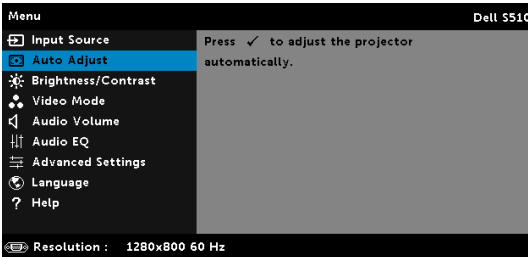 Menu Dell S510
Input Source
Auto Adjust
Brightness/Contrast
Video Mode
Audio Volume
Audio EQ
Advanced Settings
Language
? Help
Press ✓ to adjust the projector
automatically.
Resolution : 1280x800 60 Hz